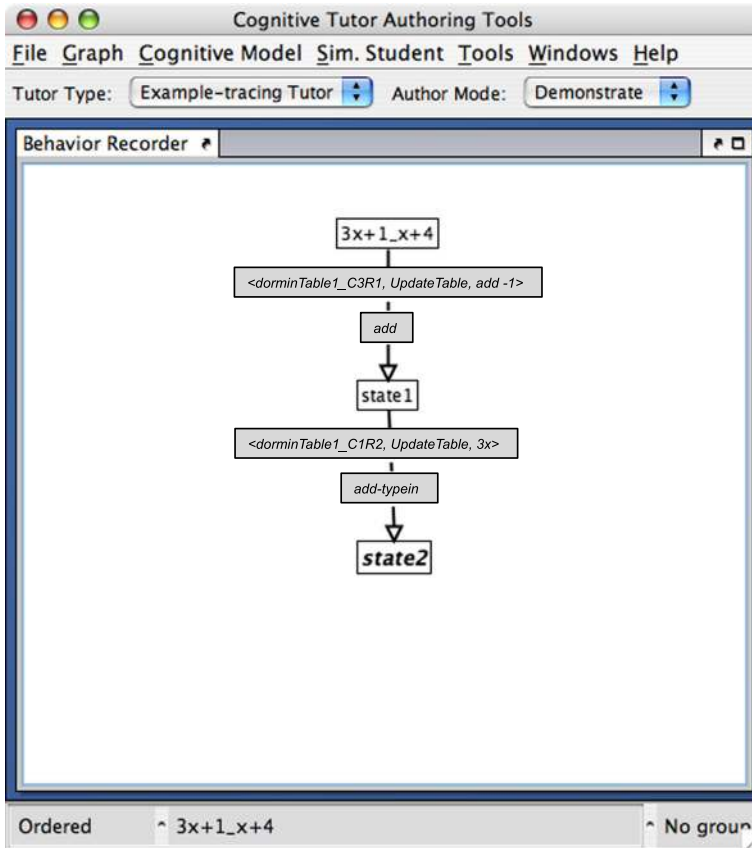 Cognitive Tutor Authoring Tools
File Graph Cognitive Model Sim. Student Tools Windows Help
Tutor Type: Example-tracing Tutor Author Mode: Demonstrate
Behavior Recorder
3x+1_x+4
<dorminTable1_C3R1, UpdateTable, add -1>
add
state1
<dorminTable1_C1R2, UpdateTable, 3x>
add-typein
state2
Ordered ^ 3x+1_x+4 ^ No group